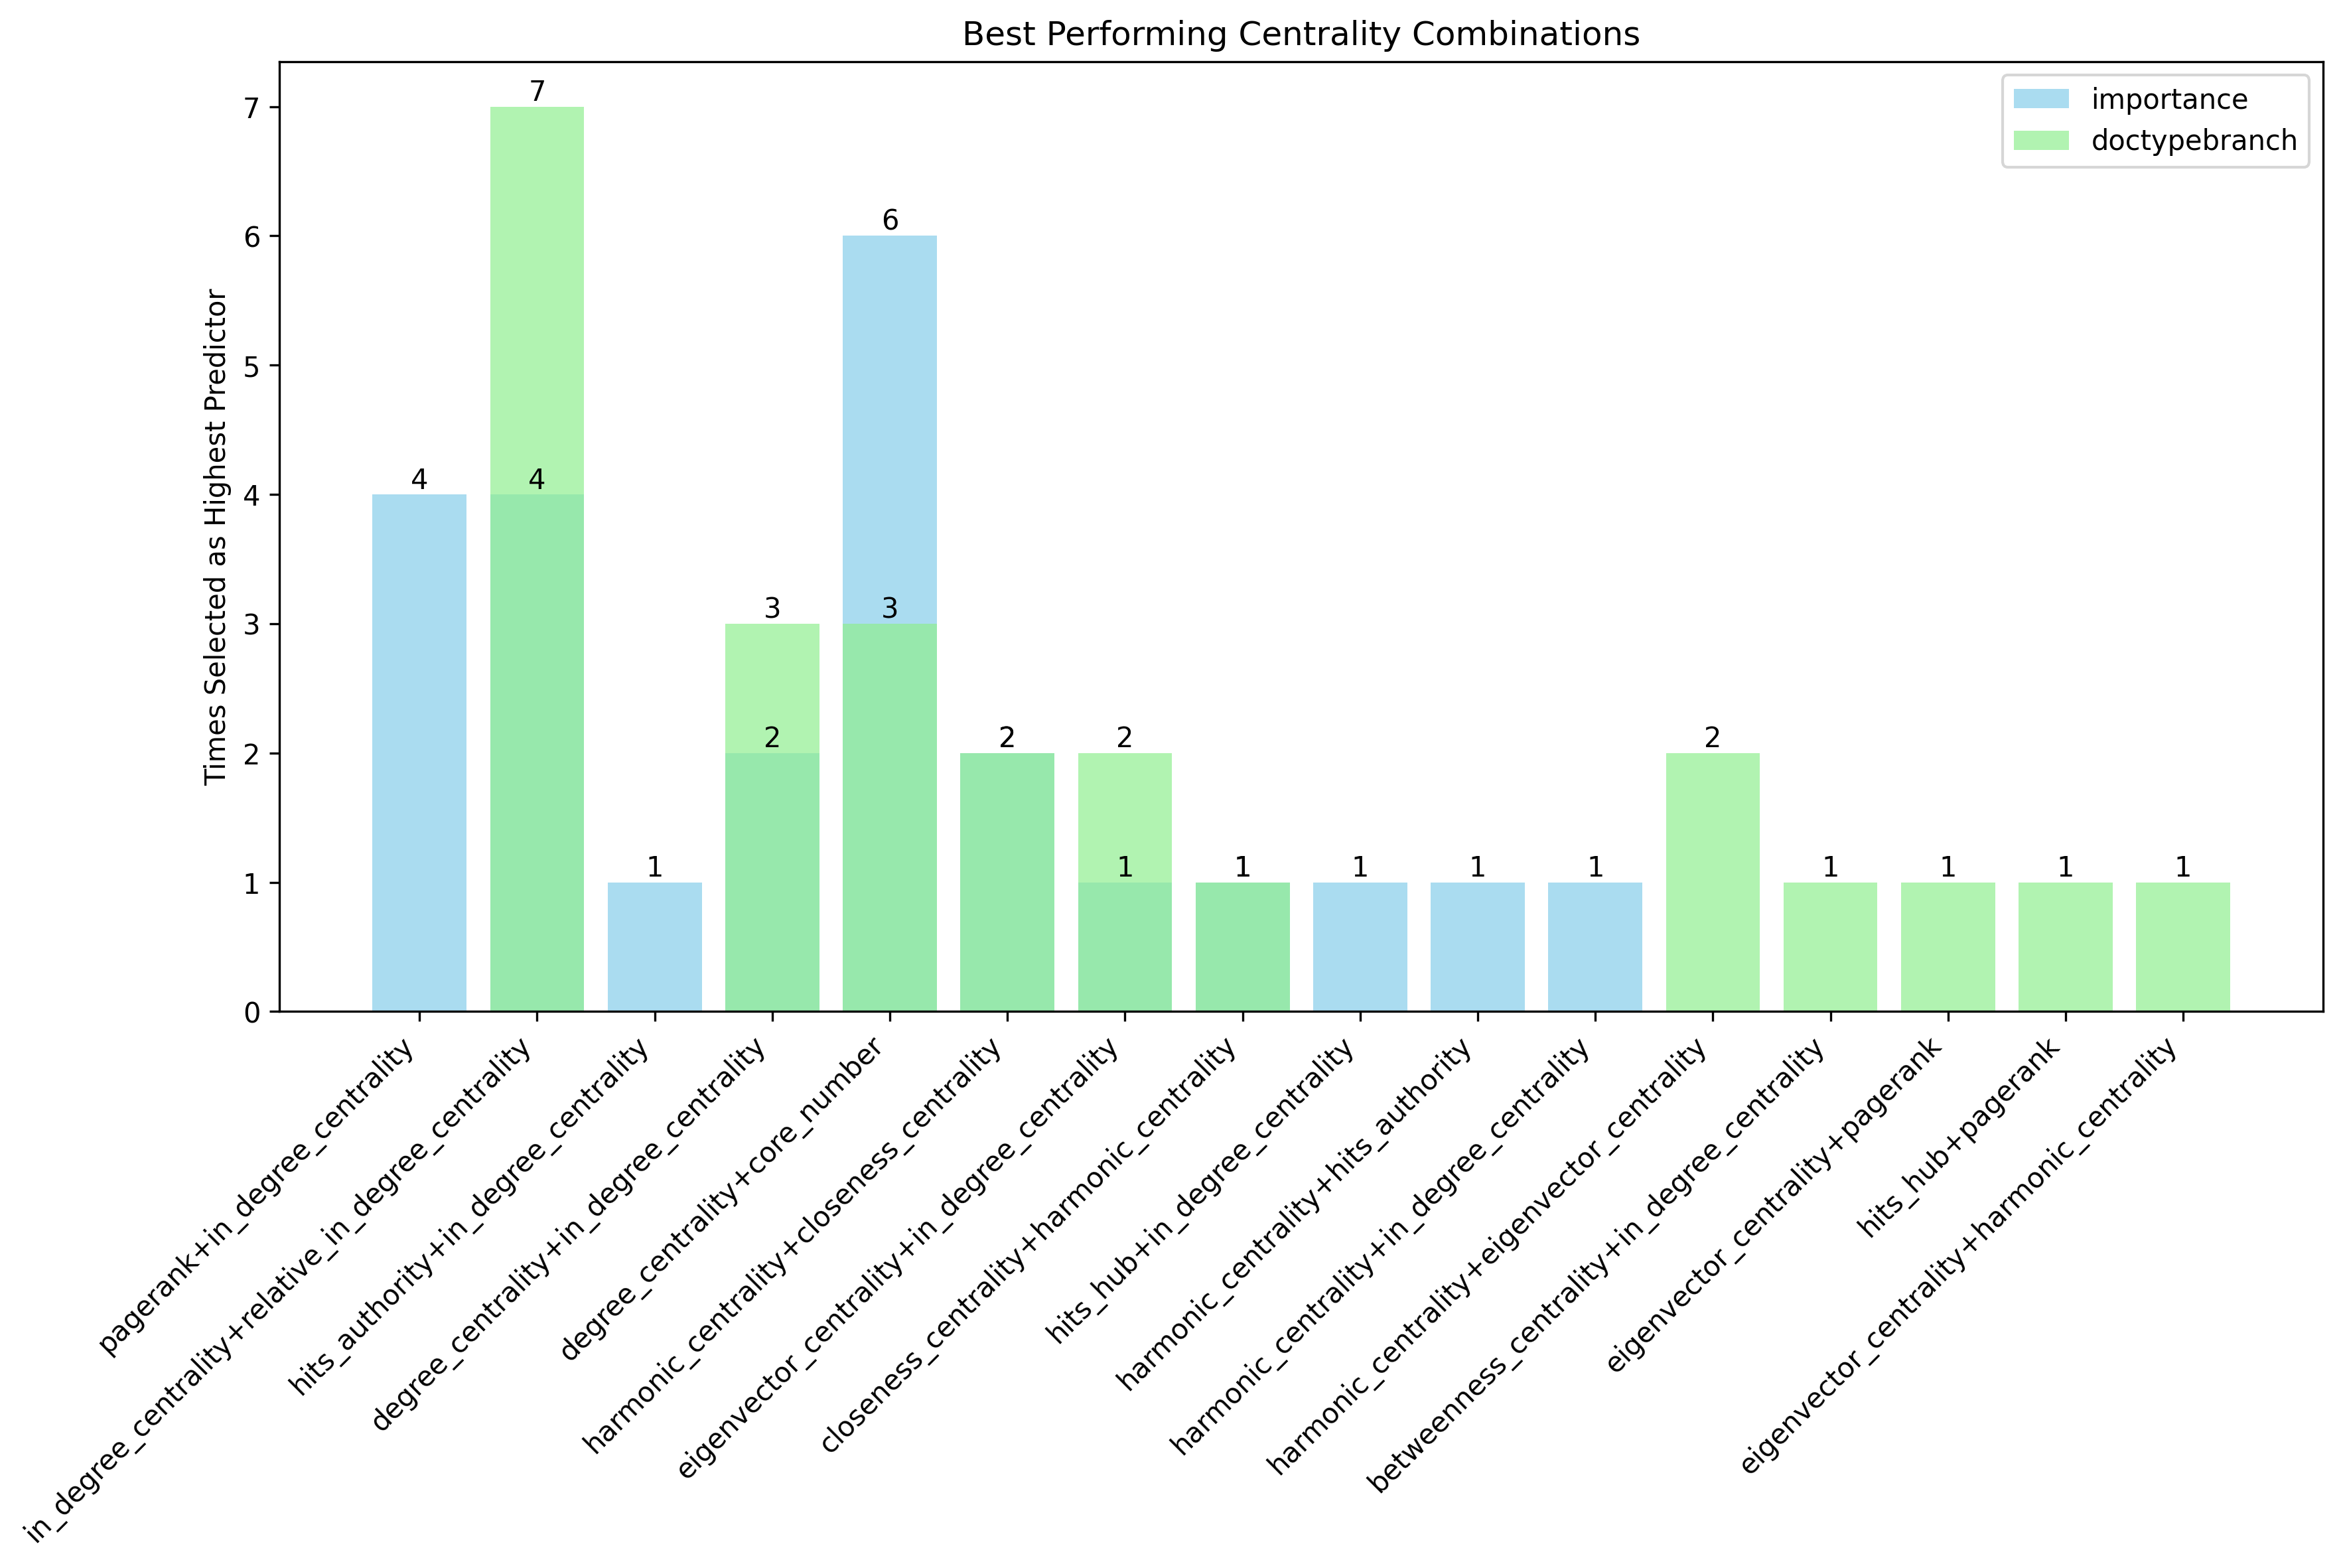 Best Performing Centrality Combinations
importance
doctypebranch
Times Selected as Highest Predictor
7
6
5
4
3
2
1
0
4
7
4
1
3
2
6
3
2
2
1
1
1
1
1
2
1
1
1
1
pagerank+in_degree_centrality
in_degree_centrality+relative_in_degree_centrality
hits_authority+in_degree_centrality
degree_centrality+in_degree_centrality
degree_centrality+core_number
harmonic_centrality+closeness_centrality
eigenvector_centrality+in_degree_centrality
closeness_centrality+harmonic_centrality
hits_hub+in_degree_centrality
harmonic_centrality+hits_authority
harmonic_centrality+in_degree_centrality
harmonic_centrality+eigenvector_centrality
betweenness_centrality+in_degree_centrality
eigenvector_centrality+pagerank
hits_hub+pagerank
eigenvector_centrality+harmonic_centrality